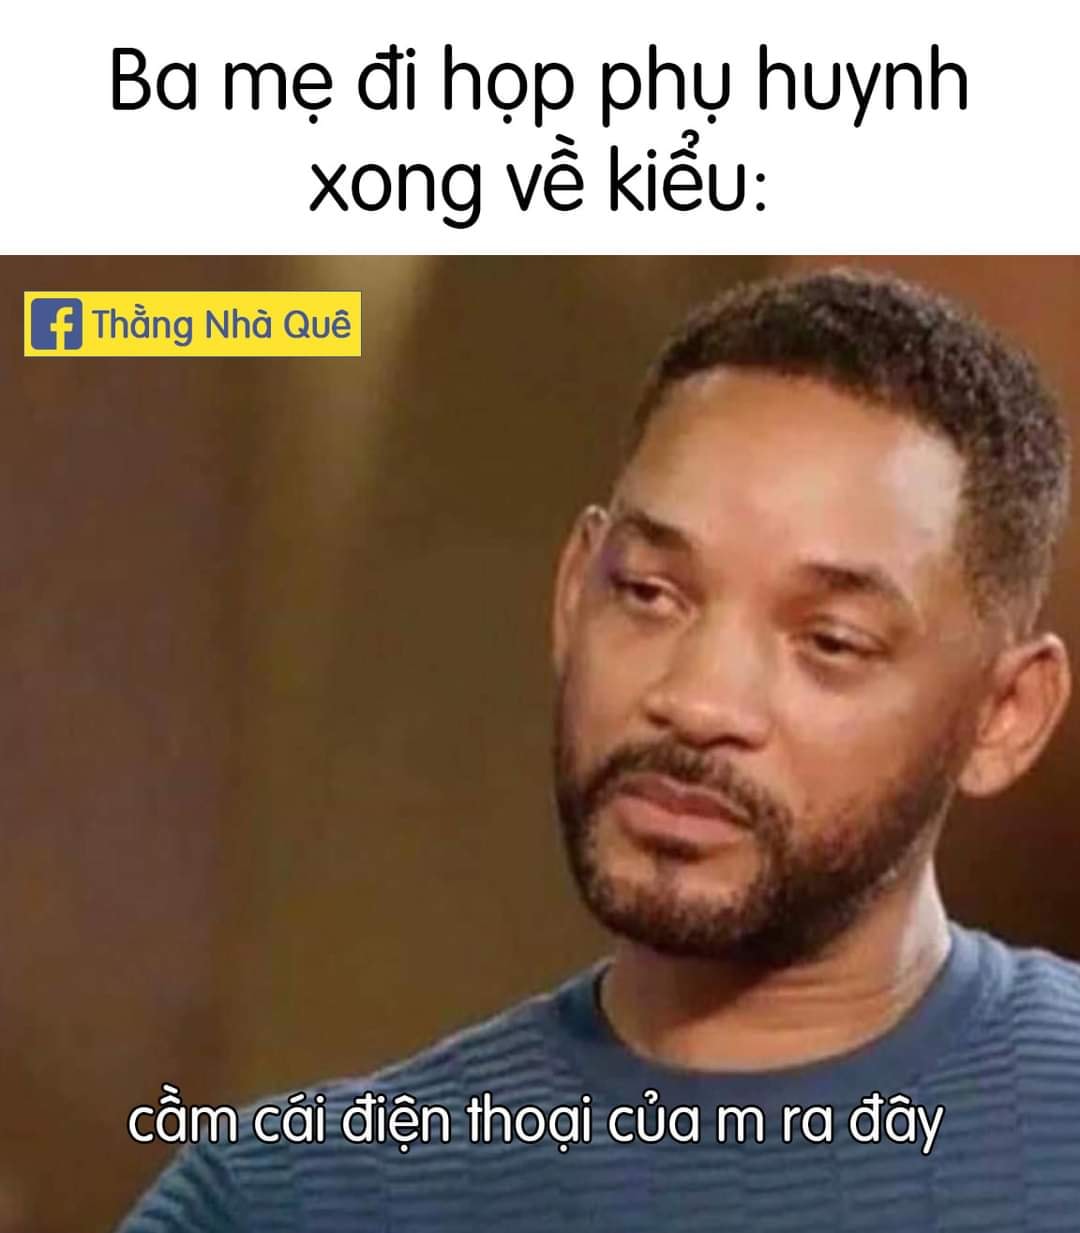 Ba mẹ đi họp phụ huynh
xong về kiểu:
Thằng Nhà Quê
cầm cái điện thoại của m ra đây